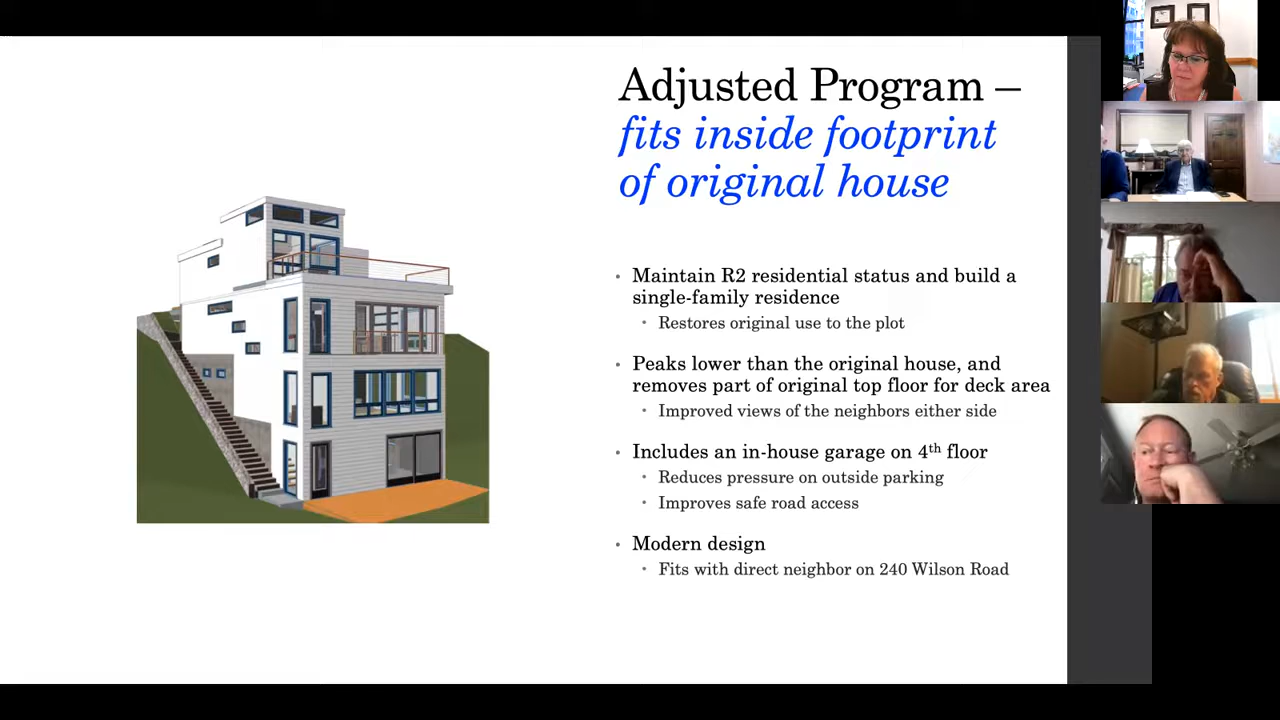 Adjusted Program –
fits inside footprint
of original house
• Maintain R2 residential status and build a
single-family residence
• Restores original use to the plot
• Peaks lower than the original house, and
removes part of original top floor for deck area
• Improved views of the neighbors either side
• Includes an in-house garage on 4th floor
• Reduces pressure on outside parking
• Improves safe road access
• Modern design
• Fits with direct neighbor on 240 Wilson Road